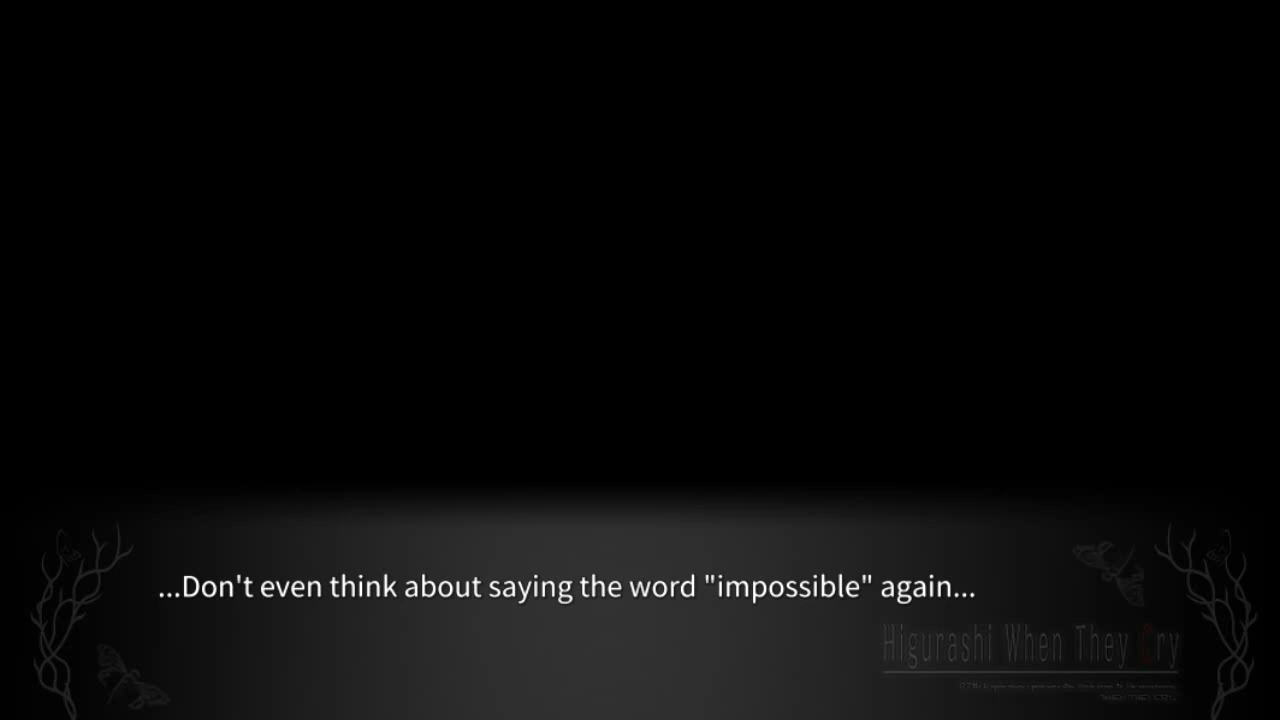 ...Don't even think about saying the word "impossible" again...
Higurashi When They Cry